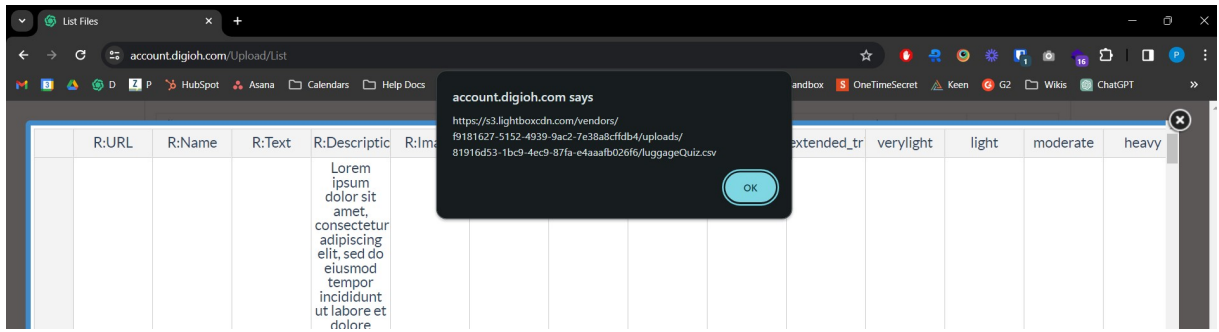 List Files
account.digioh.com/Upload/List
16
P
1
M
31
D
Z P
HubSpot
Asana
Calendars
Help Docs
andbox
S OneTimeSecret
Keen
G G2
Wikis
ChatGPT
»
account.digioh.com says
https://s3.lightboxcdn.com/vendors/
f9181627-5152-4939-9ac2-7e38a8cffdb4/uploads/
81916d53-1bc9-4ec9-87fa-e4aaafb026f6/luggageQuiz.csv
OK
R:URL R:Name R:Text R:Descriptic R:Ima extended_tr verylight light moderate heavy
Lorem
ipsum
dolor sit
amet,
consectetur
adipiscing
elit, sed do
eiusmod
tempor
incididunt
ut labore et
dolore